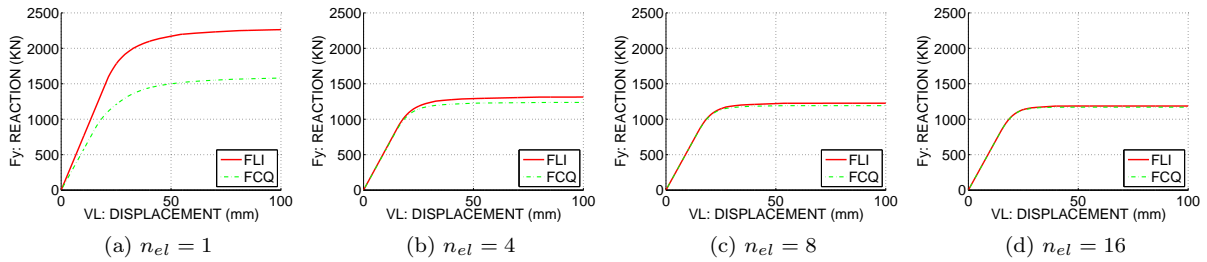 Fy: REACTION (KN)
2500
2000
1500
1000
500
0
0 50 100
VL: DISPLACEMENT (mm)
FLI
FCQ
(a) n_el = 1
Fy: REACTION (KN)
2500
2000
1500
1000
500
0
0 50 100
VL: DISPLACEMENT (mm)
FLI
FCQ
(b) n_el = 4
Fy: REACTION (KN)
2500
2000
1500
1000
500
0
0 50 100
VL: DISPLACEMENT (mm)
FLI
FCQ
(c) n_el = 8
Fy: REACTION (KN)
2500
2000
1500
1000
500
0
0 50 100
VL: DISPLACEMENT (mm)
FLI
FCQ
(d) n_el = 16